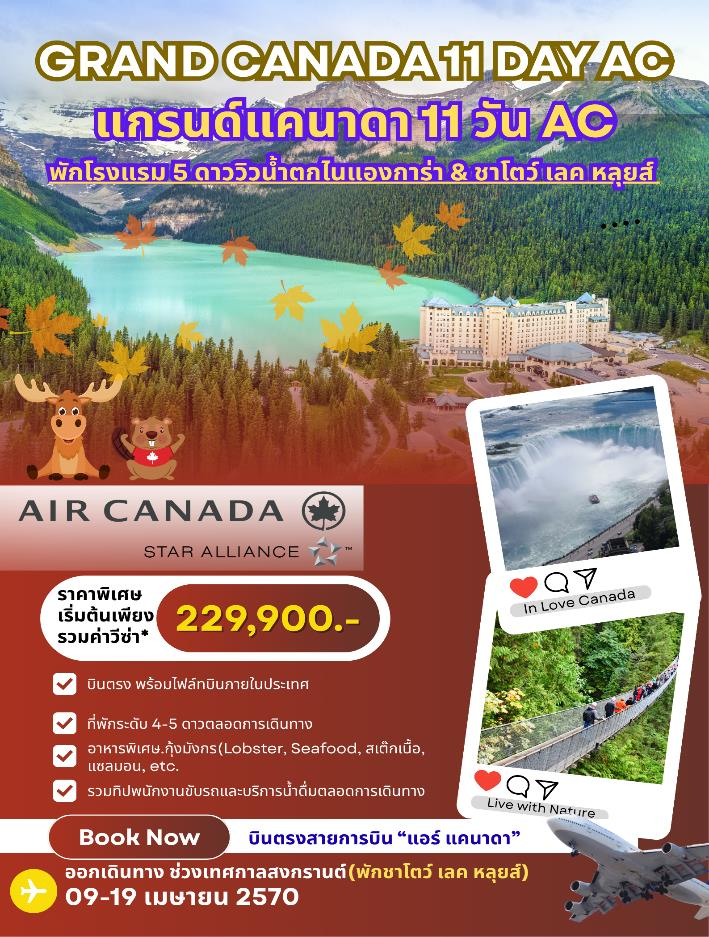 GRAND CANADA 11 DAY AC
แกรนด์แคนาดา 11 วัน AC
พักโรงแรม 5 ดาววิวน้ำตกไนแองการ่า & ชาโตว์ เลค หลุยส์
AIR CANADA
STAR ALLIANCE ™
ราคาพิเศษ
เริ่มต้นเพียง
รวมค่าวีซ่า*
229,900.-
In Love Canada
บินตรง พร้อมไฟล์ทบินภายในประเทศ
ที่พักระดับ 4-5 ดาวตลอดการเดินทาง
อาหารพิเศษ.กุ้งมังกร(Lobster, Seafood, สเต๊กเนื้อ,
แซลมอน, etc.
รวมทิปพนักงานขับรถและบริการน้ำดื่มตลอดการเดินทาง
Live with Nature
Book Now
บินตรงสายการบิน “แอร์ แคนาดา”
ออกเดินทาง ช่วงเทศกาลสงกรานต์(พักชาโตว์ เลค หลุยส์)
09-19 เมษายน 2570